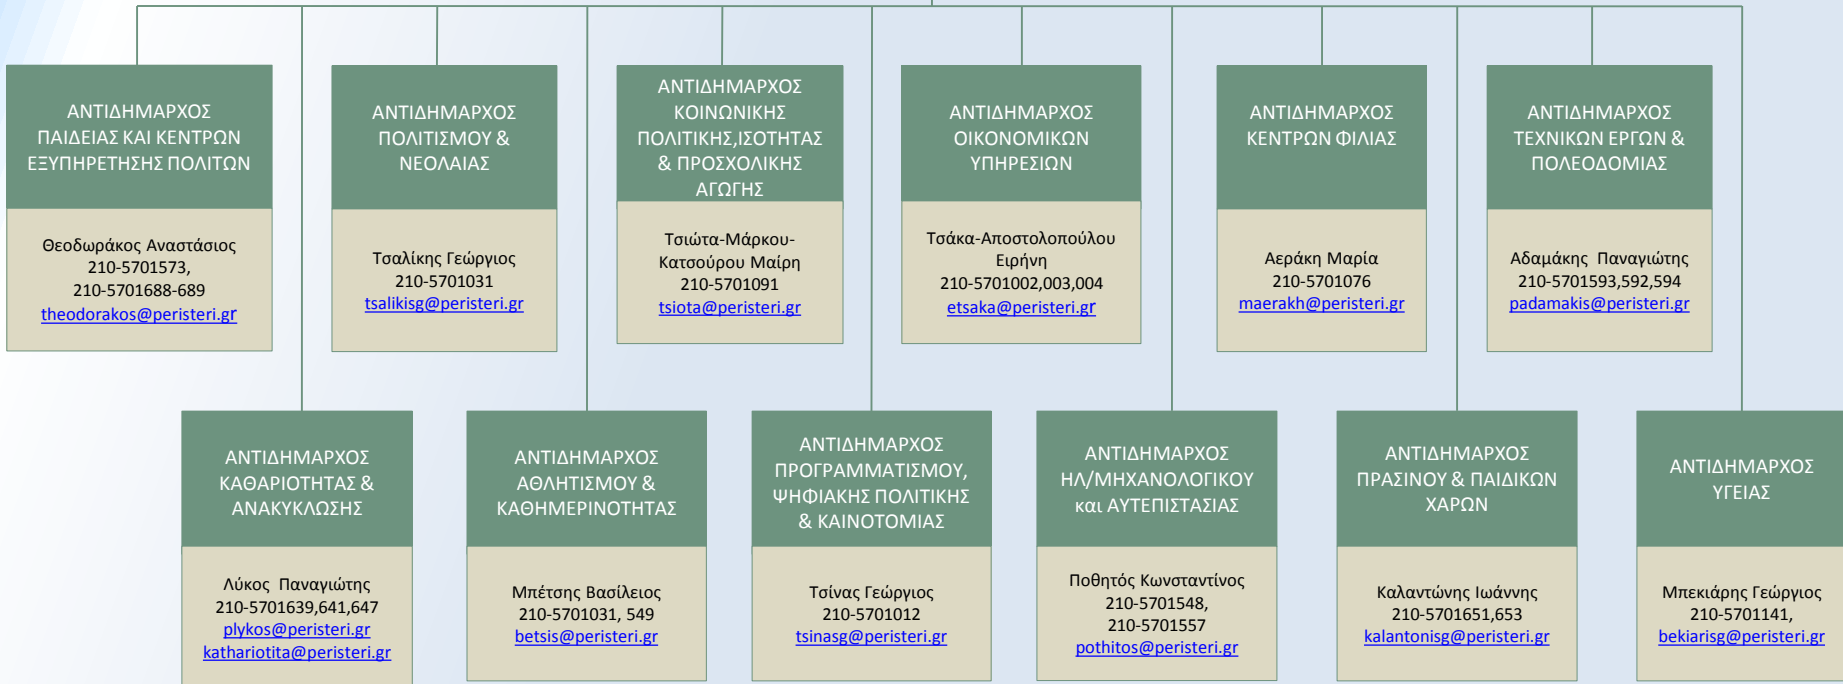 ΑΝΤΙΔΗΜΑΡΧΟΣ
ΠΑΙΔΕΙΑΣ ΚΑΙ ΚΕΝΤΡΩΝ
ΕΞΥΠΗΡΕΤΗΣΗΣ ΠΟΛΙΤΩΝ
Θεοδωράκος Αναστάσιος
210-5701573,
210-5701688-689
theodorakos@peristeri.gr
ΑΝΤΙΔΗΜΑΡΧΟΣ
ΠΟΛΙΤΙΣΜΟΥ &
ΝΕΟΛΑΙΑΣ
Τσαλίκης Γεώργιος
210-5701031
tsalikisg@peristeri.gr
ΑΝΤΙΔΗΜΑΡΧΟΣ
ΚΟΙΝΩΝΙΚΗΣ
ΠΟΛΙΤΙΚΗΣ,ΙΣΟΤΗΤΑΣ
& ΠΡΟΣΧΟΛΙΚΗΣ
ΑΓΩΓΗΣ
Τσιώτα-Μάρκου-
Κατσούρου Μαίρη
210-5701091
tsiota@peristeri.gr
ΑΝΤΙΔΗΜΑΡΧΟΣ
ΟΙΚΟΝΟΜΙΚΩΝ
ΥΠΗΡΕΣΙΩΝ
Τσάκα-Αποστολοπούλου
Ειρήνη
210-5701002,003,004
etsaka@peristeri.gr
ΑΝΤΙΔΗΜΑΡΧΟΣ
ΚΕΝΤΡΩΝ ΦΙΛΙΑΣ
Αεράκη Μαρία
210-5701076
maerakh@peristeri.gr
ΑΝΤΙΔΗΜΑΡΧΟΣ
ΤΕΧΝΙΚΩΝ ΕΡΓΩΝ &
ΠΟΛΕΟΔΟΜΙΑΣ
Αδαμάκης Παναγιώτης
210-5701593,592,594
padamakis@peristeri.gr
ΑΝΤΙΔΗΜΑΡΧΟΣ
ΚΑΘΑΡΙΟΤΗΤΑΣ &
ΑΝΑΚΥΚΛΩΣΗΣ
Λύκος Παναγιώτης
210-5701639,641,647
plykos@peristeri.gr
kathariotita@peristeri.gr
ΑΝΤΙΔΗΜΑΡΧΟΣ
ΑΘΛΗΤΙΣΜΟΥ &
ΚΑΘΗΜΕΡΙΝΟΤΗΤΑΣ
Μπέτσης Βασίλειος
210-5701031, 549
betsis@peristeri.gr
ΑΝΤΙΔΗΜΑΡΧΟΣ
ΠΡΟΓΡΑΜΜΑΤΙΣΜΟΥ,
ΨΗΦΙΑΚΗΣ ΠΟΛΙΤΙΚΗΣ
& ΚΑΙΝΟΤΟΜΙΑΣ
Τσίνας Γεώργιος
210-5701012
tsinasg@peristeri.gr
ΑΝΤΙΔΗΜΑΡΧΟΣ
ΗΛ/ΜΗΧΑΝΟΛΟΓΙΚΟΥ
και ΑΥΤΕΠΙΣΤΑΣΙΑΣ
Ποθητός Κωνσταντίνος
210-5701548,
210-5701557
pothitos@peristeri.gr
ΑΝΤΙΔΗΜΑΡΧΟΣ
ΠΡΑΣΙΝΟΥ & ΠΑΙΔΙΚΩΝ
ΧΑΡΩΝ
Καλαντώνης Ιωάννης
210-5701651,653
kalantonisg@peristeri.gr
ΑΝΤΙΔΗΜΑΡΧΟΣ
ΥΓΕΙΑΣ
Μπεκιάρης Γεώργιος
210-5701141,
bekiarisg@peristeri.gr